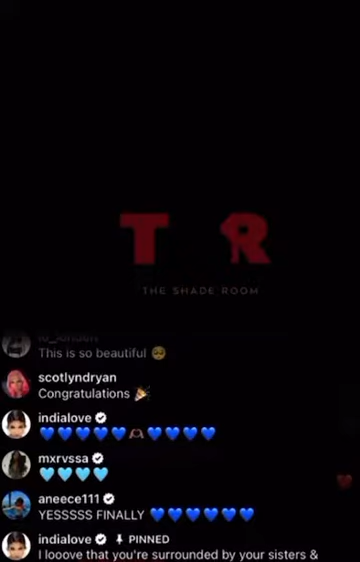 T R
THE SHADE ROOM
This is so beautiful 🥺
scotlyndryan
Congratulations 🎉
indialove
💙💙💙💙💙🫶🏽💙💙💙💙
mxrvssa
🩵🩵🩵🩵
aneece111
YESSSSS FINALLY 💙💙💙💙💙💙
indialove PINNED
I looove that you're surrounded by your sisters &